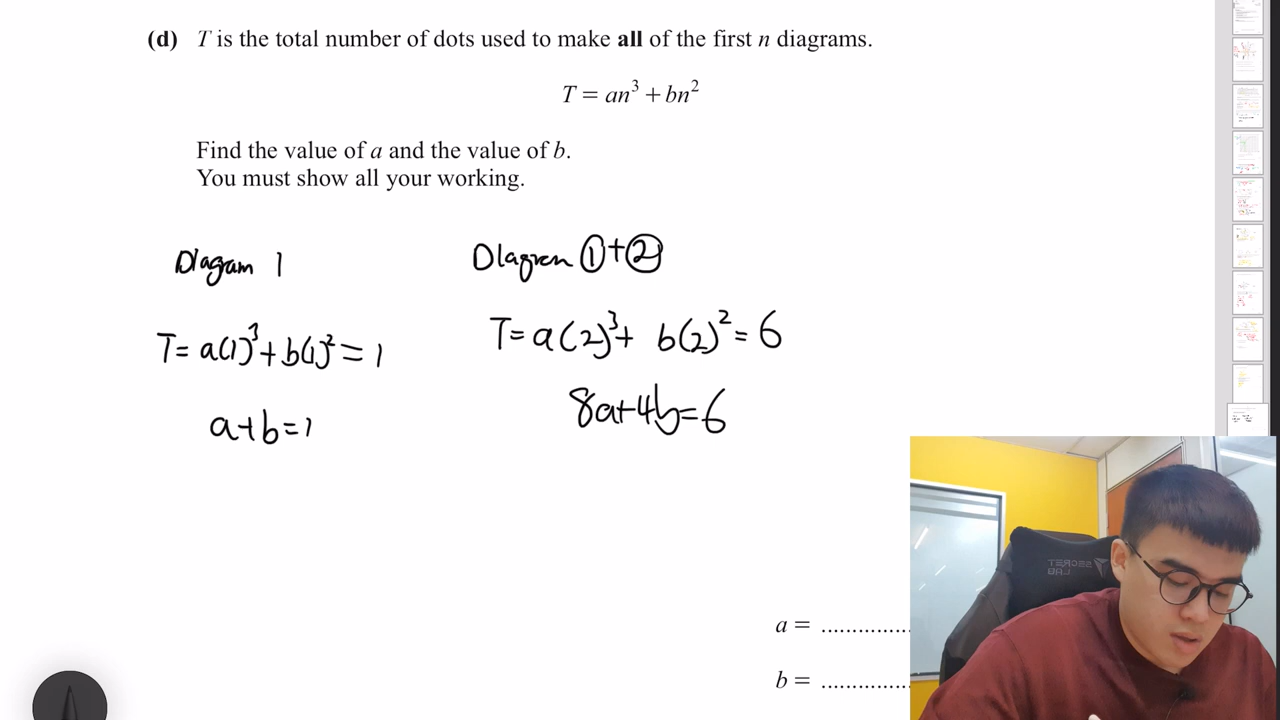 (d) T is the total number of dots used to make all of the first n diagrams.
T = an³ + bn²
Find the value of a and the value of b.
You must show all your working.
Diagram 1
Diagram ①+②
T= a(1)³+b(1)² = 1
T= a(2)³+ b(2)² = 6
a+b=1
8a+4b=6
a = ..............
b = ..............
SECRET
LAB